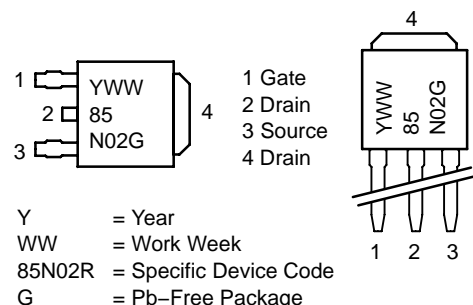 1
YWW
2
85
4
3
N02G
1 Gate
2 Drain
3 Source
4 Drain
4
YWW
85
N02G
1 2 3
Y = Year
WW = Work Week
85N02R = Specific Device Code
G = Pb−Free Package